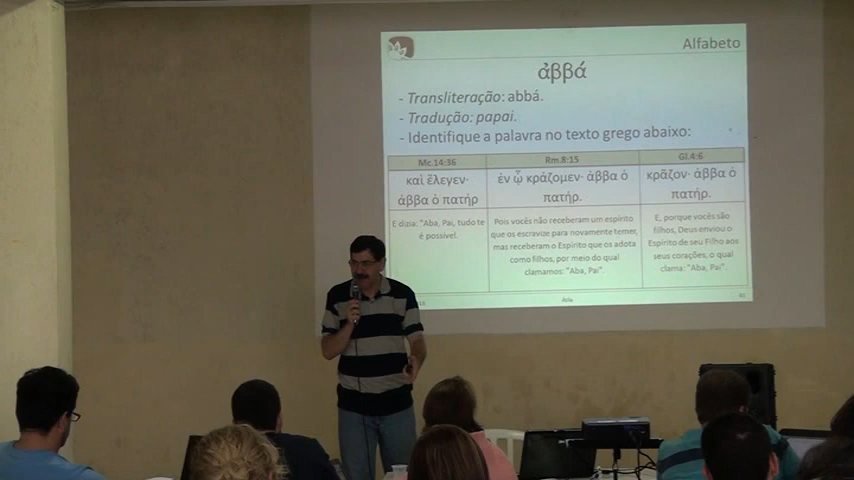 Alfabeto
ἀββά
- Transliteração: abbá.
- Tradução: papai.
- Identifique a palavra no texto grego abaixo:
Mc.14:36
Rm.8:15
Gl.4:6
καὶ ἔλεγεν·
ἀββα ὁ πατήρ
ἐν ᾧ κράζομεν· ἀββα ὁ
πατήρ.
κρᾶζον· ἀββα ὁ
πατήρ.
E dizia: "Aba, Pai, tudo te
é possível.
Pois vocês não receberam um espírito
que os escravize para novamente temer,
mas receberam o Espírito que os adota
como filhos, por meio do qual
clamamos: "Aba, Pai".
E, porque vocês são
filhos, Deus enviou o
Espírito de seu Filho aos
seus corações, o qual
clama: "Aba, Pai".